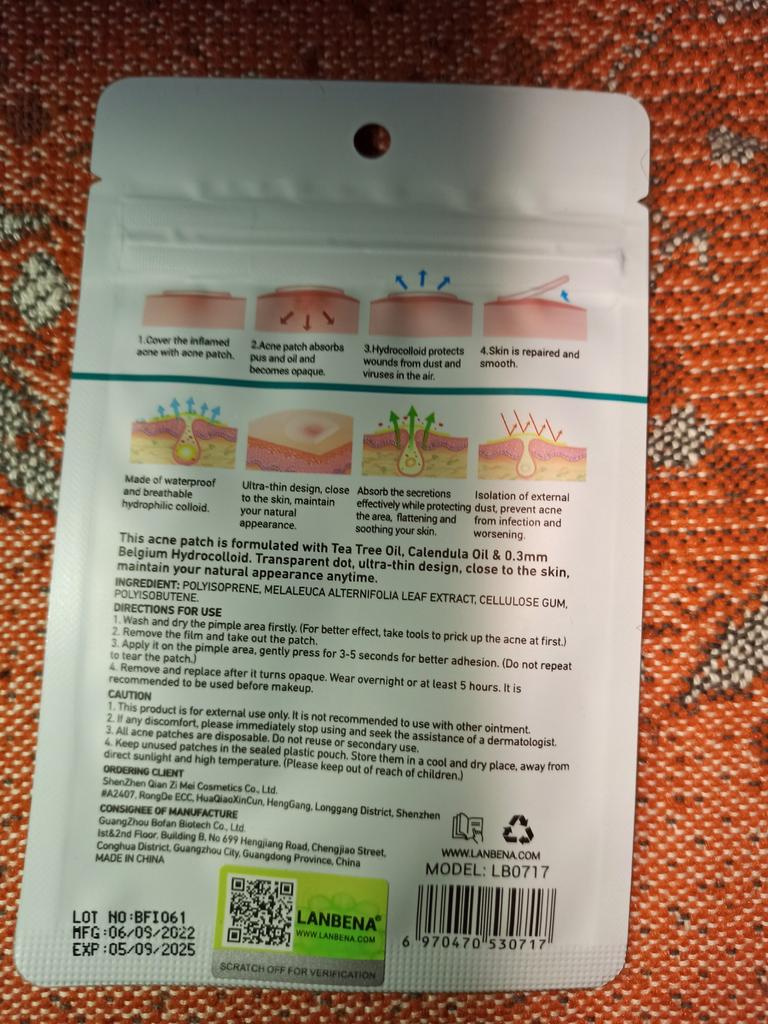 1.Cover the inflamed
acne with acne patch.
2.Acne patch absorbs
pus and oil and
becomes opaque.
3.Hydrocolloid protects
wounds from dust and
viruses in the air.
4.Skin is repaired and
smooth.
Made of waterproof
and breathable
hydrophilic colloid.
Ultra-thin design, close
to the skin, maintain
your natural
appearance.
Absorb the secretions
effectively while protecting
the area, flattening and
soothing your skin.
Isolation of external
dust, prevent acne
from infection and
worsening.
This acne patch is formulated with Tea Tree Oil, Calendula Oil & 0.3mm
Belgium Hydrocolloid. Transparent dot, ultra-thin design, close to the skin,
maintain your natural appearance anytime.
INGREDIENT: POLYISOPRENE, MELALEUCA ALTERNIFOLIA LEAF EXTRACT, CELLULOSE GUM,
POLYISOBUTENE.
DIRECTIONS FOR USE
1. Wash and dry the pimple area firstly. (For better effect, take tools to prick up the acne at first.)
2. Remove the film and take out the patch.
3. Apply it on the pimple area, gently press for 3-5 seconds for better adhesion. (Do not repeat
to tear the patch.)
4. Remove and replace after it turns opaque. Wear overnight or at least 5 hours. It is
recommended to be used before makeup.
CAUTION
1. This product is for external use only. It is not recommended to use with other ointment.
2. If any discomfort, please immediately stop using and seek the assistance of a dermatologist.
3. All acne patches are disposable. Do not reuse or secondary use.
4. Keep unused patches in the sealed plastic pouch. Store them in a cool and dry place, away from
direct sunlight and high temperature. (Please keep out of reach of children.)
ORDERING CLIENT
ShenZhen Qian Zi Mei Cosmetics Co., Ltd.
#A2407, RongDe ECC, HuaQiaoXinCun, HengGang, Longgang District, Shenzhen
CONSIGNEE OF MANUFACTURE
GuangZhou Bofan Biotech Co., Ltd.
1st&2nd Floor, Building B, No 699 Hengjiang Road, Chengjiao Street,
Conghua District, Guangzhou City, Guangdong Province, China
MADE IN CHINA
WWW.LANBENA.COM
MODEL: LB0717
6 970470 530717
LOT NO:BFI061
MFG:06/09/2022
EXP:05/09/2025
LANBENA®
WWW.LANBENA.COM
SCRATCH OFF FOR VERIFICATION